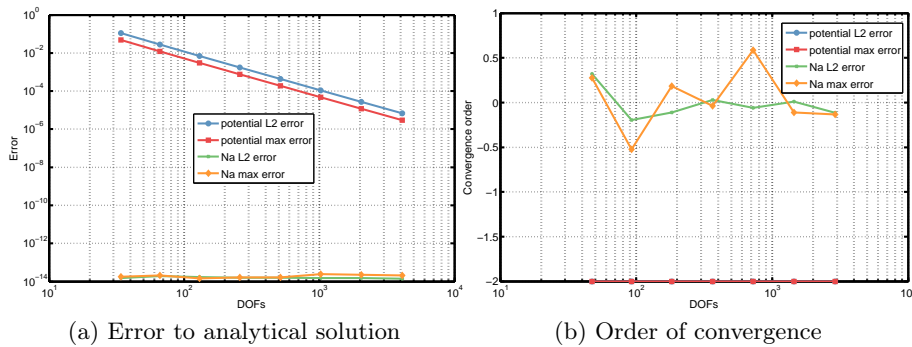 10^0
10^-2
10^-4
10^-6
10^-8
10^-10
10^-12
10^-14
Error
potential L2 error
potential max error
Na L2 error
Na max error
10^1
10^2
10^3
10^4
DOFs
(a) Error to analytical solution
1
0.5
0
−0.5
−1
−1.5
−2
Convergence order
potential L2 error
potential max error
Na L2 error
Na max error
10^1
10^2
10^3
10^4
DOFs
(b) Order of convergence